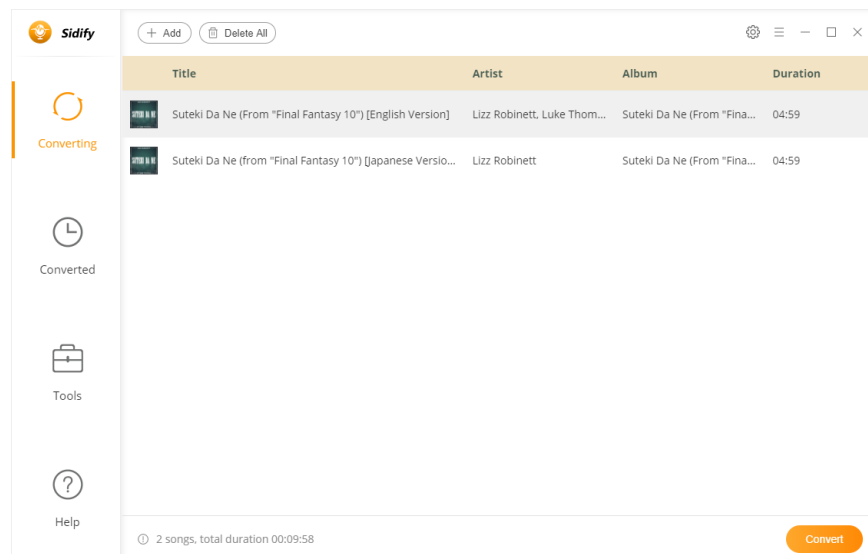 Sidify
Add
Delete All
Title Artist Album Duration
Suteki Da Ne (From "Final Fantasy 10") [English Version] Lizz Robinett, Luke Thom... Suteki Da Ne (From "Fina... 04:59
Suteki Da Ne (from "Final Fantasy 10") [Japanese Versio... Lizz Robinett Suteki Da Ne (From "Fina... 04:59
Converting
Converted
Tools
Help
2 songs, total duration 00:09:58
Convert